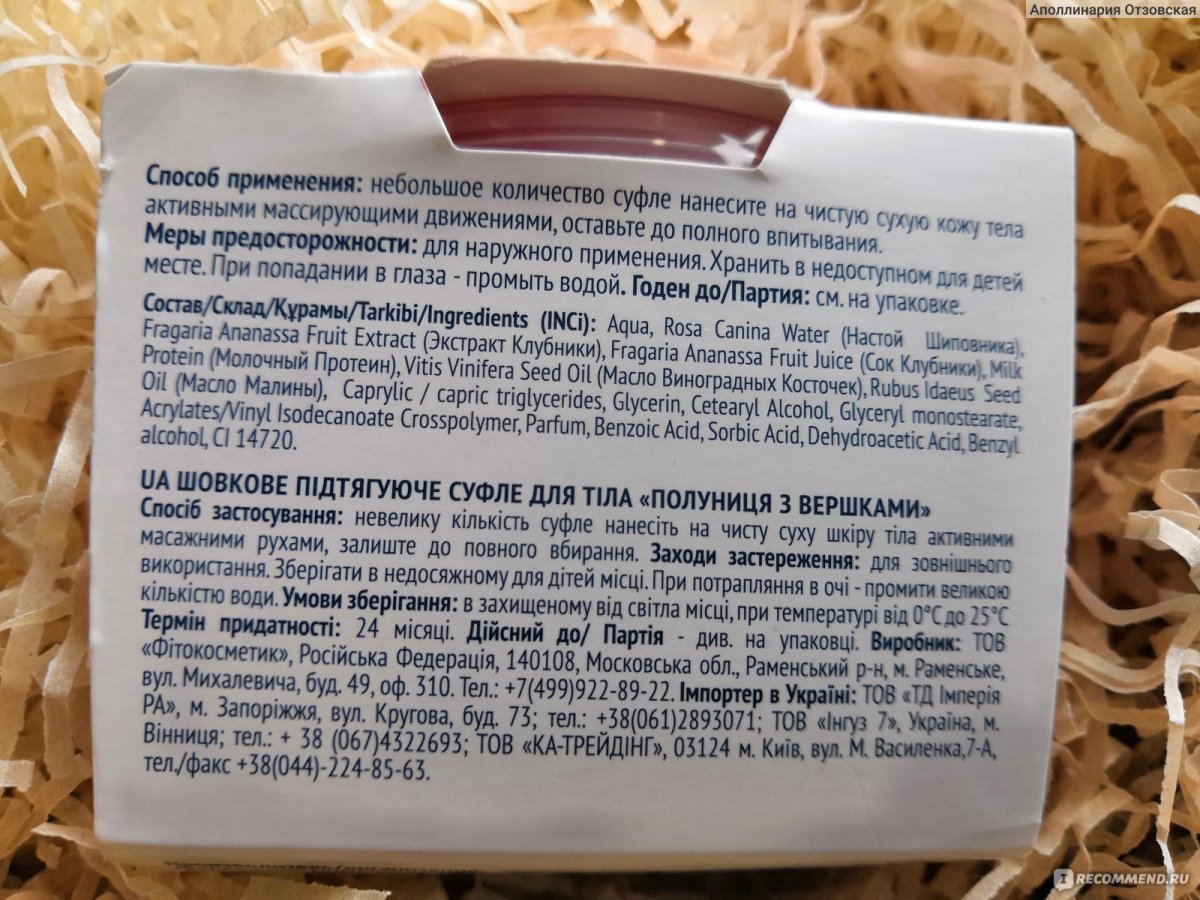 Аполлинария Отзовская
Способ применения: небольшое количество суфле нанесите на чистую сухую кожу тела
активными массирующими движениями, оставьте до полного впитывания.
Меры предосторожности: для наружного применения. Хранить в недоступном для детей
месте. При попадании в глаза - промыть водой. Годен до/Партия: см. на упаковке.
Состав/Склад/Құрамы/Tarkibi/Ingredients (INCi): Aqua, Rosa Canina Water (Настой Шиповника),
Fragaria Ananassa Fruit Extract (Экстракт Клубники), Fragaria Ananassa Fruit Juice (Сок Клубники), Milk
Protein (Молочный Протеин), Vitis Vinifera Seed Oil (Масло Виноградных Косточек), Rubus Idaeus Seed
Oil (Масло Малины), Caprylic / capric triglycerides, Glycerin, Cetearyl Alcohol, Glyceryl monostearate,
Acrylates/Vinyl Isodecanoate Crosspolymer, Parfum, Benzoic Acid, Sorbic Acid, Dehydroacetic Acid, Benzyl
alcohol, CI 14720.
UA ШОВКОВЕ ПІДТЯГУЮЧЕ СУФЛЕ ДЛЯ ТІЛА «ПОЛУНИЦЯ З ВЕРШКАМИ»
Спосіб застосування: невелику кількість суфле нанесіть на чисту суху шкіру тіла активними
масажними рухами, залиште до повного вбирання. Заходи застереження: для зовнішнього
використання. Зберігати в недосяжному для дітей місці. При потраплянні в очі - промити великою
кількістю води. Умови зберігання: в захищеному від світла місці, при температурі від 0°С до 25°С
Термін придатності: 24 місяці. Дійсний до/ Партія - див. на упаковці. Виробник: ТОВ
«Фітокосметик», Російська Федерація, 140108, Московська обл., Раменський р-н, м. Раменське,
вул. Михалевича, буд. 49, оф. 310. Тел.: +7(499)922-89-22. Імпортер в Україні: ТОВ «ТД Імперія
РА», м. Запоріжжя, вул. Кругова, буд. 73; тел.: +38(061)2893071; ТОВ «Інгуз 7», Україна, м.
Вінниця; тел.: + 38 (067)4322693; ТОВ «КА-ТРЕЙДІНГ», 03124 м. Київ, вул. М. Василенка,7-А,
тел./факс +38(044)-224-85-63.
IRECOMMEND.RU